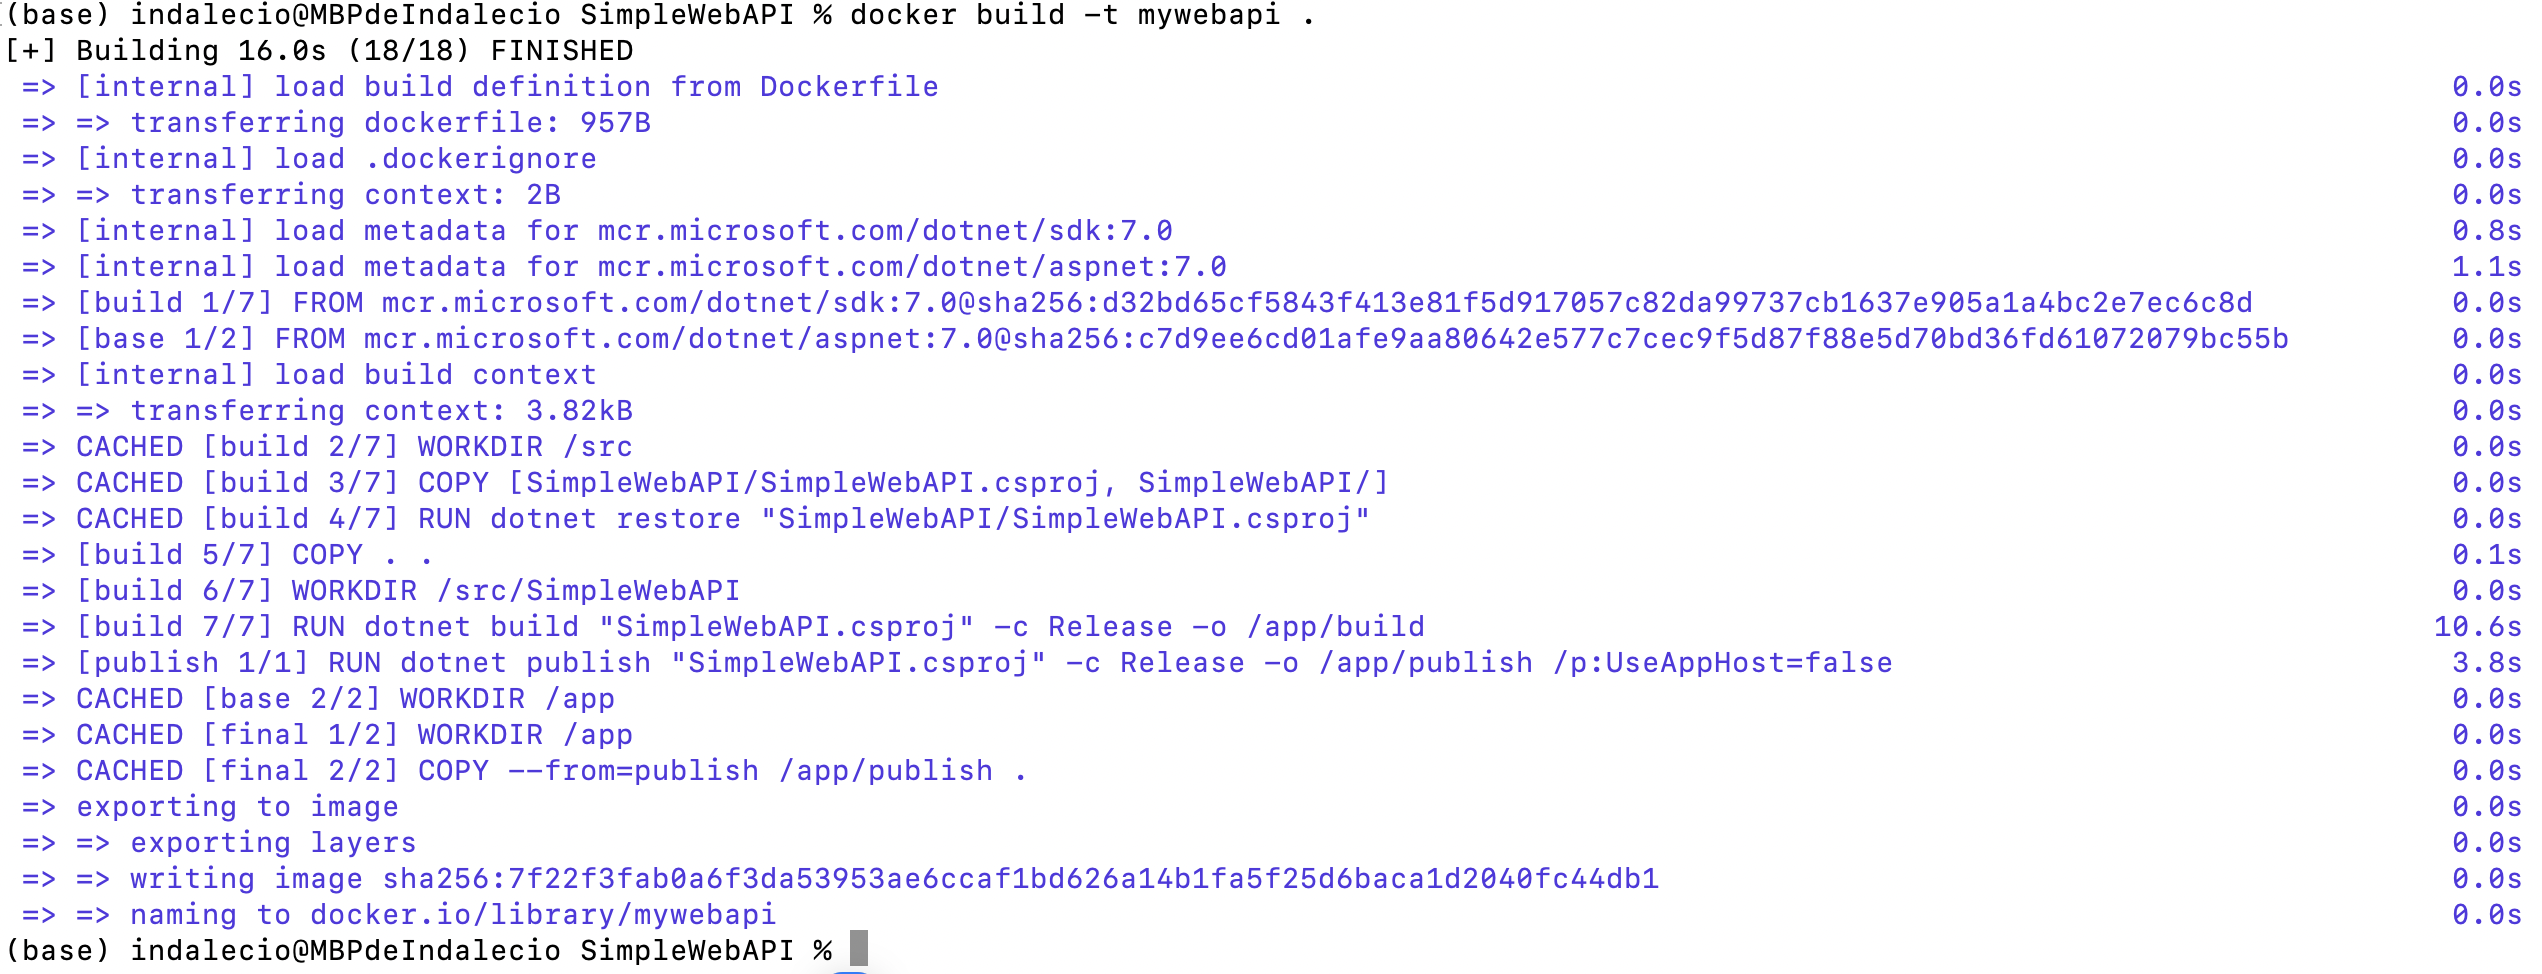 (base) indalecio@MBPdeIndalecio SimpleWebAPI % docker build -t mywebapi .
[+] Building 16.0s (18/18) FINISHED
=> [internal] load build definition from Dockerfile 0.0s
=> => transferring dockerfile: 957B 0.0s
=> [internal] load .dockerignore 0.0s
=> => transferring context: 2B 0.0s
=> [internal] load metadata for mcr.microsoft.com/dotnet/sdk:7.0 0.8s
=> [internal] load metadata for mcr.microsoft.com/dotnet/aspnet:7.0 1.1s
=> [build 1/7] FROM mcr.microsoft.com/dotnet/sdk:7.0@sha256:d32bd65cf5843f413e81f5d917057c82da99737cb1637e905a1a4bc2e7ec6c8d 0.0s
=> [base 1/2] FROM mcr.microsoft.com/dotnet/aspnet:7.0@sha256:c7d9ee6cd01afe9aa80642e577c7cec9f5d87f88e5d70bd36fd61072079bc55b 0.0s
=> [internal] load build context 0.0s
=> => transferring context: 3.82kB 0.0s
=> CACHED [build 2/7] WORKDIR /src 0.0s
=> CACHED [build 3/7] COPY [SimpleWebAPI/SimpleWebAPI.csproj, SimpleWebAPI/] 0.0s
=> CACHED [build 4/7] RUN dotnet restore "SimpleWebAPI/SimpleWebAPI.csproj" 0.0s
=> [build 5/7] COPY . . 0.1s
=> [build 6/7] WORKDIR /src/SimpleWebAPI 0.0s
=> [build 7/7] RUN dotnet build "SimpleWebAPI.csproj" -c Release -o /app/build 10.6s
=> [publish 1/1] RUN dotnet publish "SimpleWebAPI.csproj" -c Release -o /app/publish /p:UseAppHost=false 3.8s
=> CACHED [base 2/2] WORKDIR /app 0.0s
=> CACHED [final 1/2] WORKDIR /app 0.0s
=> CACHED [final 2/2] COPY --from=publish /app/publish . 0.0s
=> exporting to image 0.0s
=> => exporting layers 0.0s
=> => writing image sha256:7f22f3fab0a6f3da53953ae6ccaf1bd626a14b1fa5f25d6baca1d2040fc44db1 0.0s
=> => naming to docker.io/library/mywebapi 0.0s
(base) indalecio@MBPdeIndalecio SimpleWebAPI %